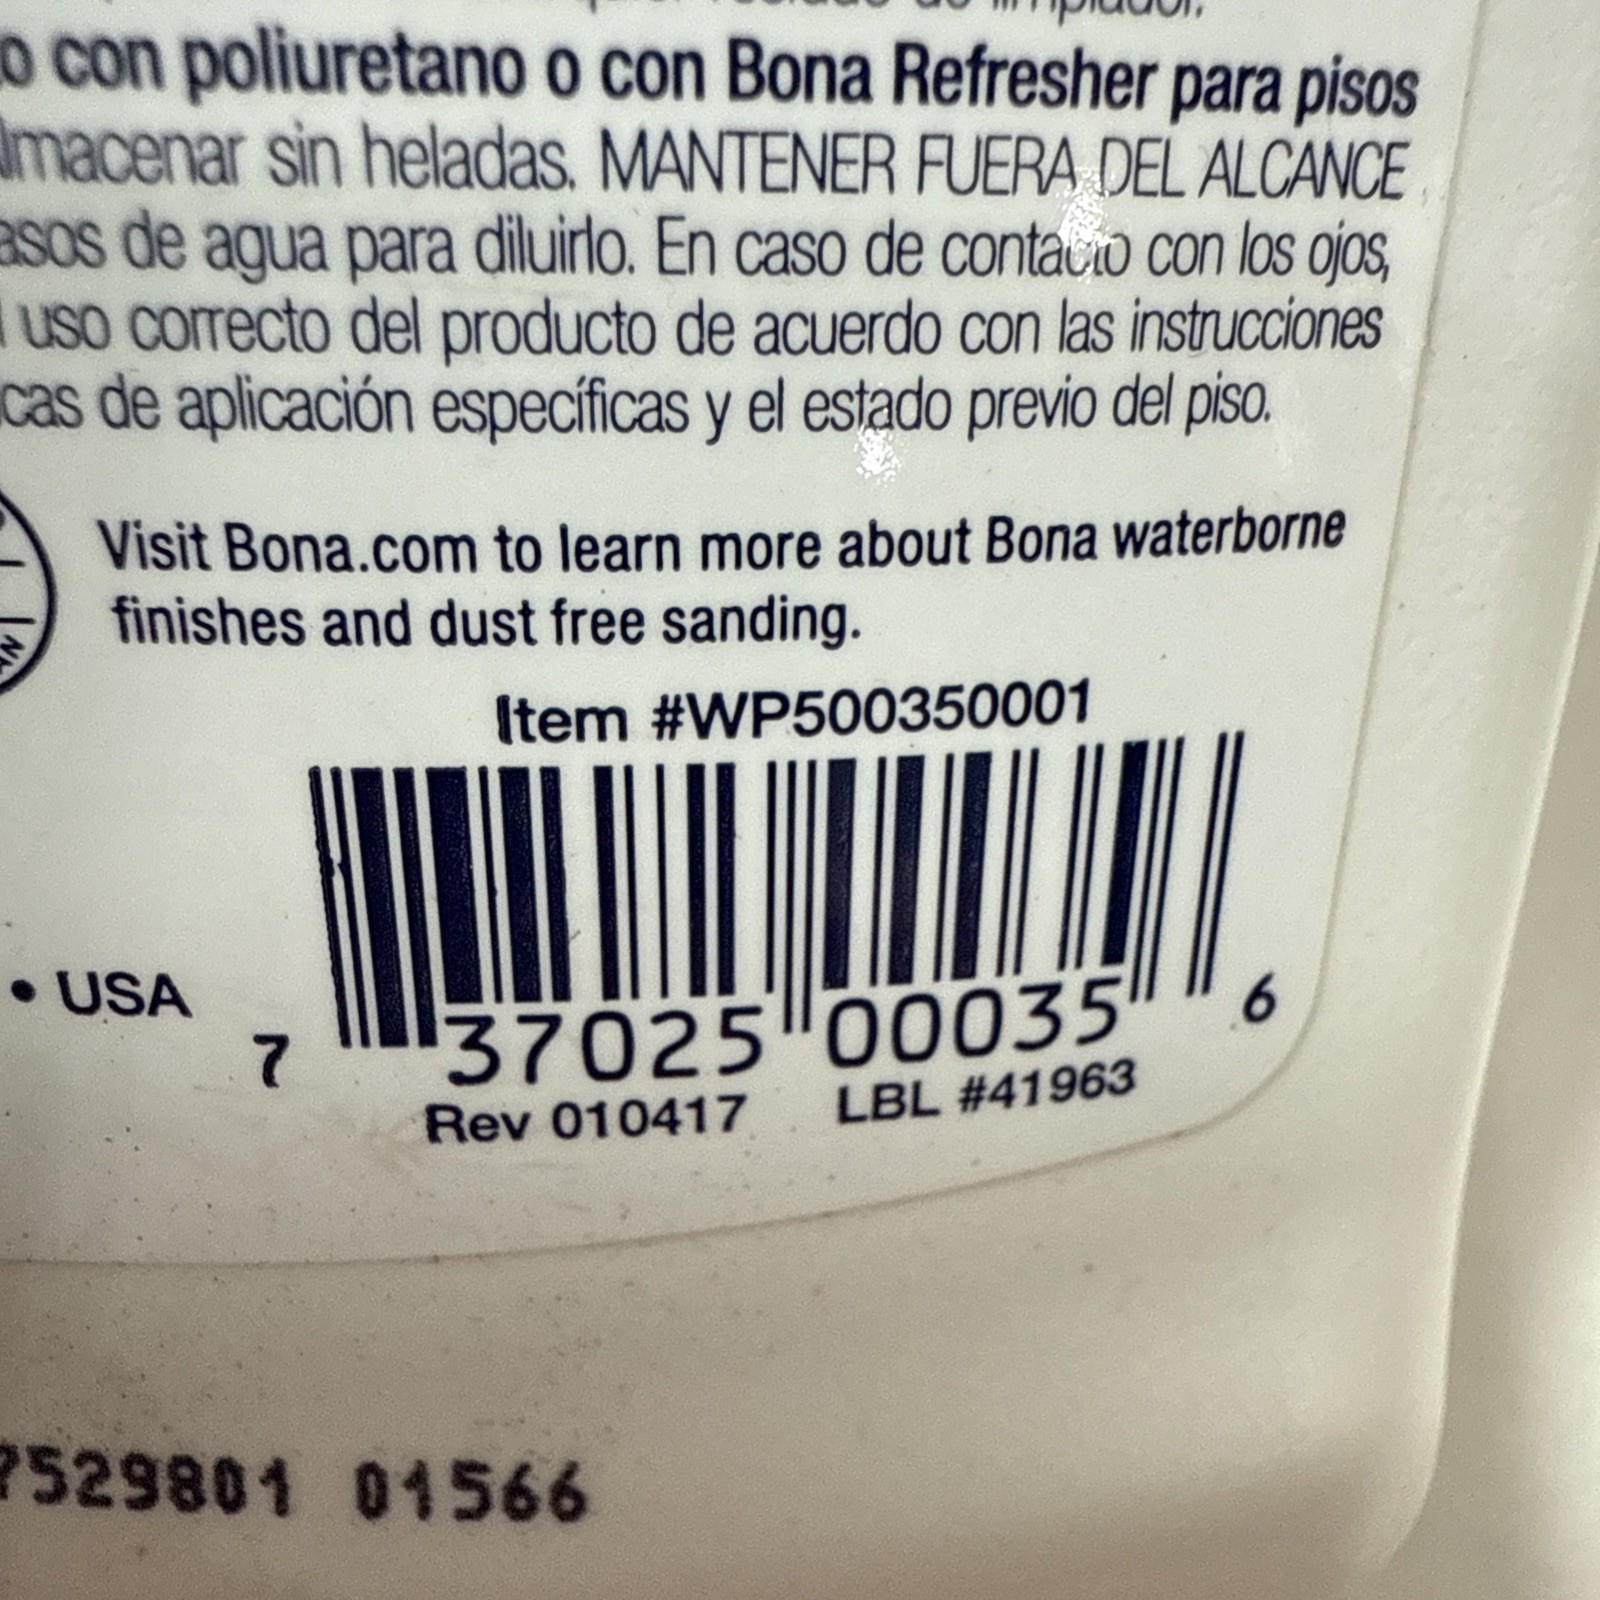 con poliuretano o con Bona Refresher para pisos
sin heladas. MANTENER FUERA DEL ALCANCE
de agua para diluirlo. En caso de contacto con los ojos,
uso correcto del producto de acuerdo con las instrucciones
de aplicación específicas y el estado previo del piso.
Visit Bona.com to learn more about Bona waterborne
finishes and dust free sanding.
Item #WP500350001
• USA
7 37025 00035 6
Rev 010417 LBL #41963
7529801 01566